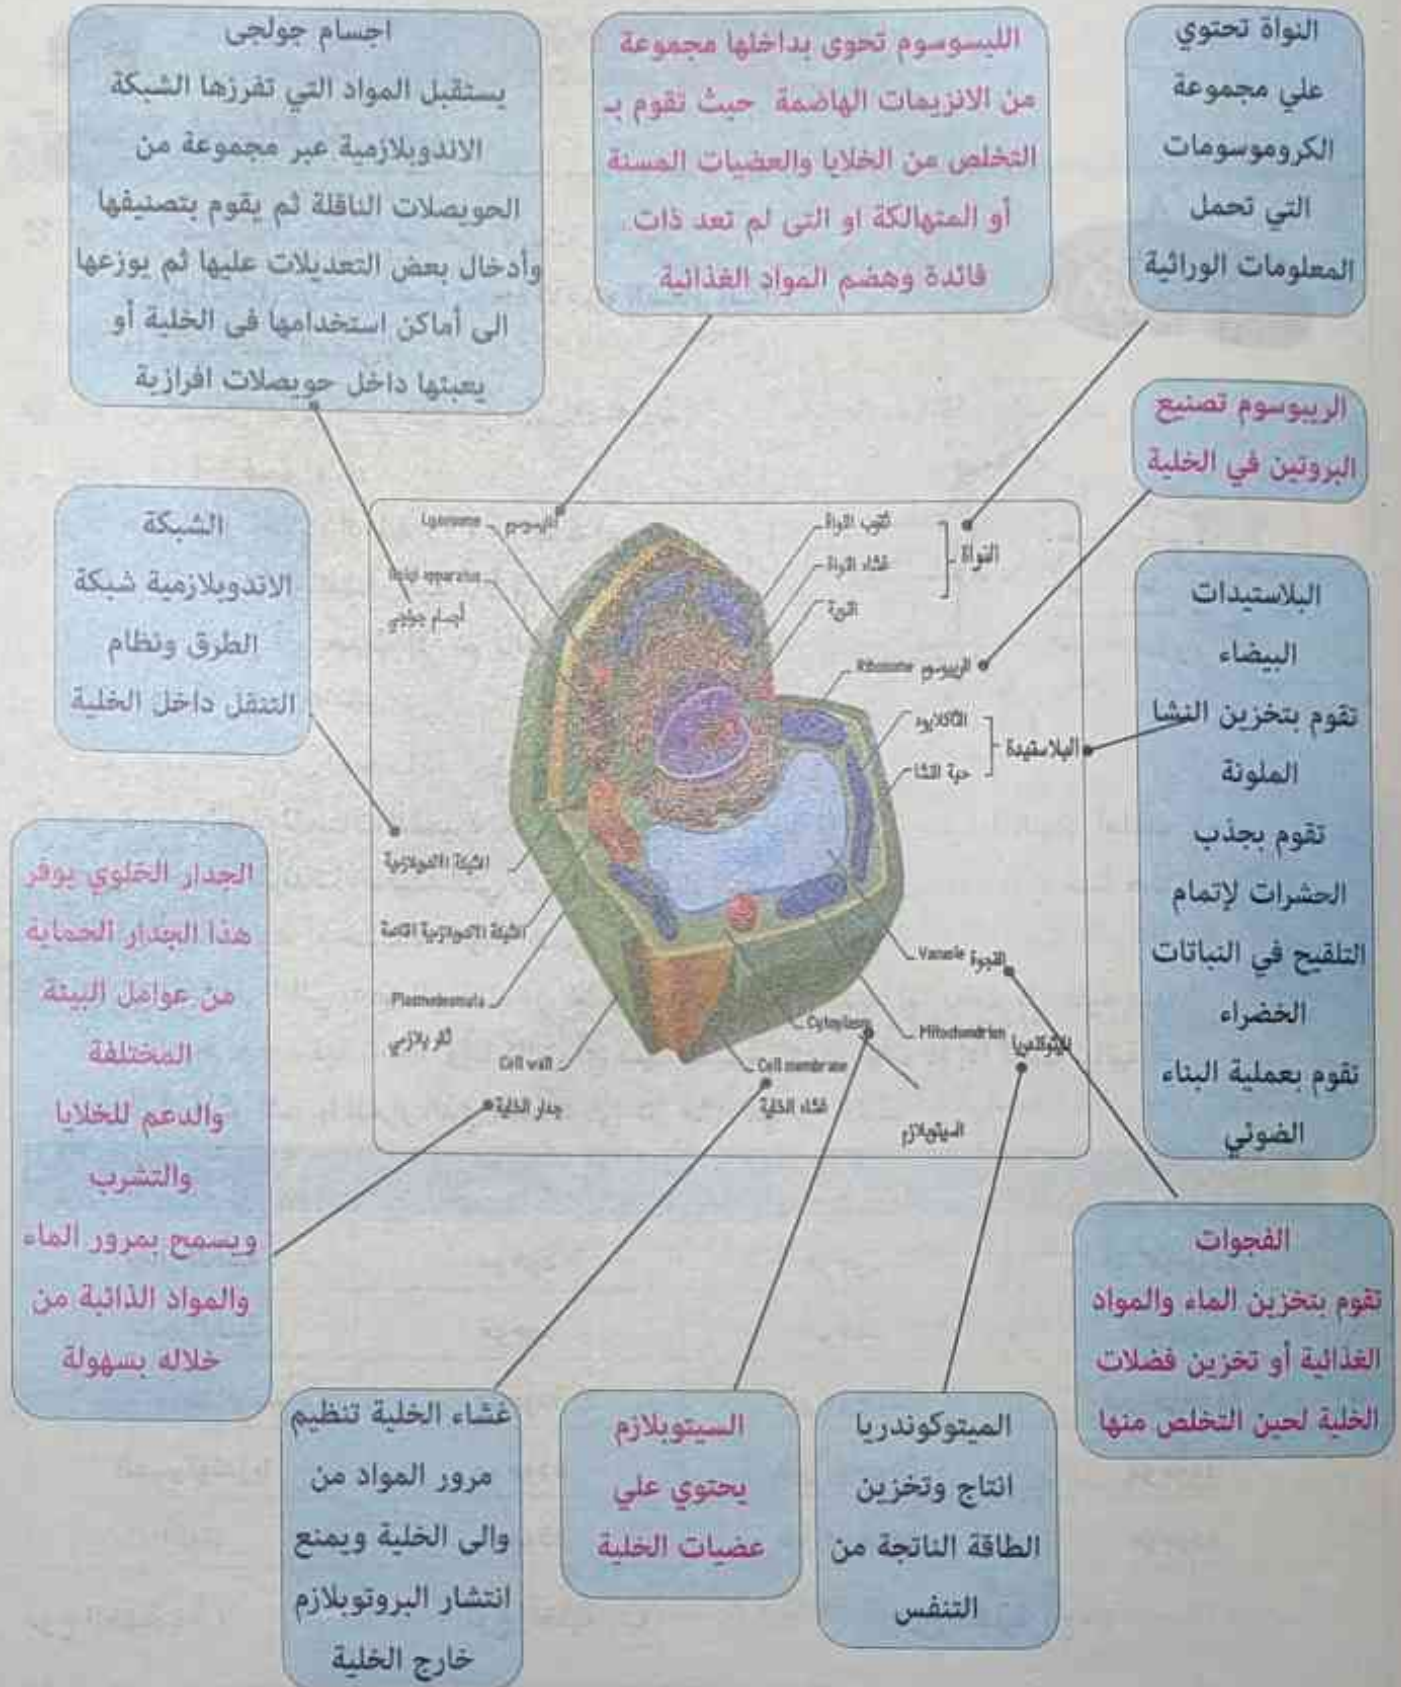 النواة تحتوي
علي مجموعة
الكروموسومات
التي تحمل
المعلومات الوراثية
الليسوسوم تحوى بداخلها مجموعة
من الانزيمات الهاضمة حيث تقوم بـ
التخلص من الخلايا والعضيات المسنة
أو المتهالكة او التى لم تعد ذات
فائدة وهضم المواد الغذائية
اجسام جولجى
يستقبل المواد التي تفرزها الشبكة
الاندوبلازمية عبر مجموعة من
الحويصلات الناقلة ثم يقوم بتصنيفها
وأدخال بعض التعديلات عليها ثم يوزعها
الى أماكن استخدامها فى الخلية أو
يعبتها داخل حويصلات افرازية
الريبوسوم تصنيع
البروتين في الخلية
الشبكة
الاندوبلازمية شبكة
الطرق ونظام
التنقل داخل الخلية
البلاستيدات
البيضاء
تقوم بتخزين النشا
الملونة
تقوم بجذب
الحشرات لإتمام
التلقيح في النباتات
الخضراء
تقوم بعملية البناء
الضوئي
النواة
ثقوب النواة
غشاء النواة
النوية
Ribosome الريبوسوم
البلاستيدة
حبة النشا
Lysosome الليسوسوم
Golgi apparatus
أجسام جولجي
الشبكة الاندوبلازمية
الشبكة الاندوبلازمية
Plasmodesmata
Cell wall
جدار الخلية
Cell membrane
غشاء الخلية
Cytoplasm
السيتوبلازم
Mitochondrion الميتوكندريا
Vacuole الفجوة
الجدار الخلوي يوفر
هذا الجدار الحماية
من عوامل البيئة
المختلفة
والدعم للخلايا
والتشرب
ويسمح بمرور الماء
والمواد الذائبة من
خلاله بسهولة
الفجوات
تقوم بتخزين الماء والمواد
الغذائية أو تخزين فضلات
الخلية لحين التخلص منها
الميتوكوندريا
انتاج وتخزين
الطاقة الناتجة من
التنفس
السيتوبلازم
يحتوي علي
عضيات الخلية
غشاء الخلية تنظيم
مرور المواد من
والى الخلية ويمنع
انتشار البروتوبلازم
خارج الخلية